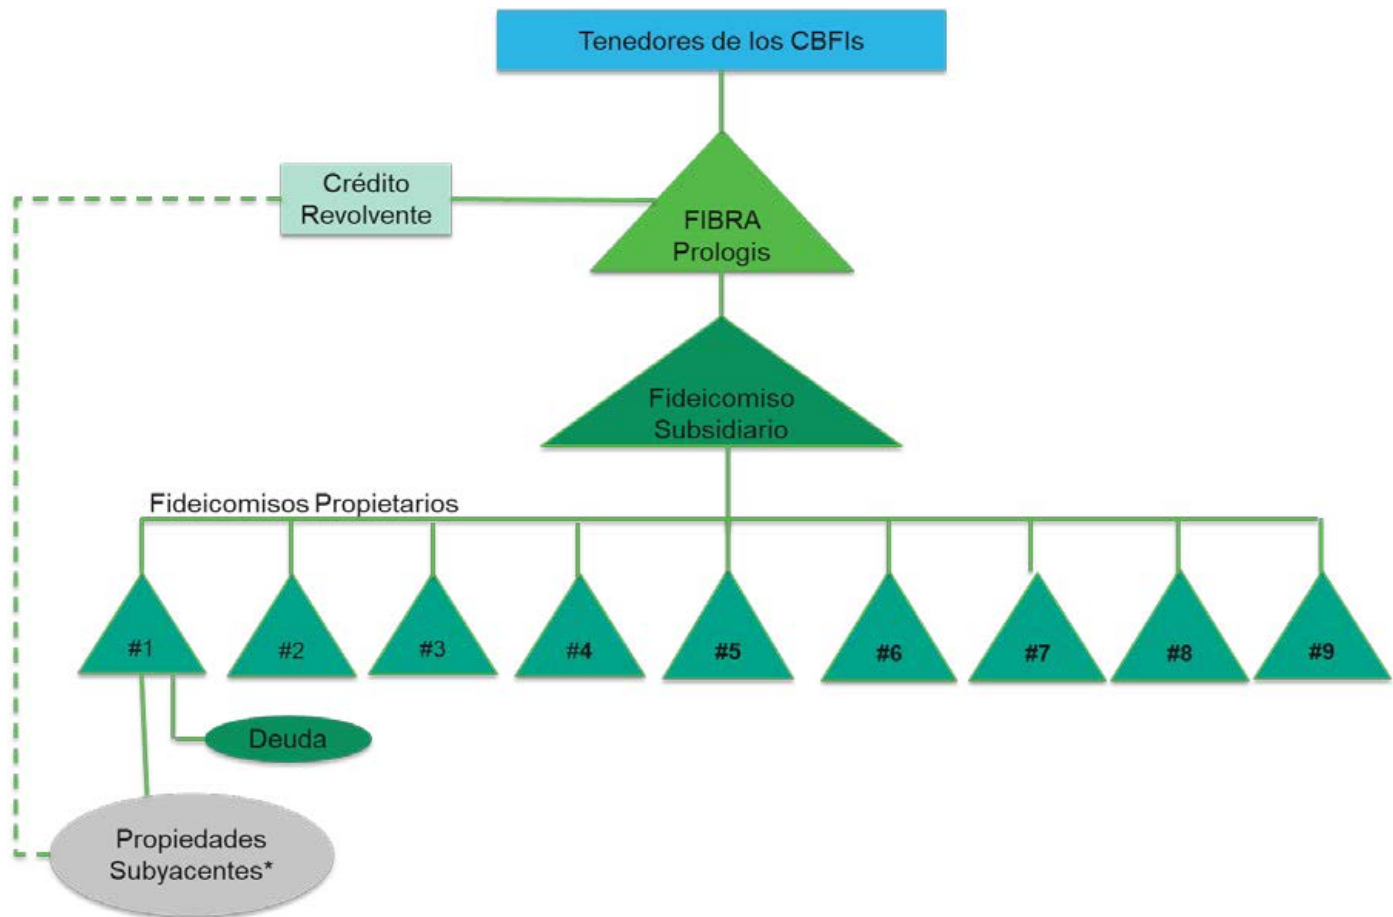 Tenedores de los CBFIs
Crédito
Revolvente
FIBRA
Prologis
Fideicomiso
Subsidiario
Fideicomisos Propietarios
#1
#2
#3
#4
#5
#6
#7
#8
#9
Deuda
Propiedades
Subyacentes*